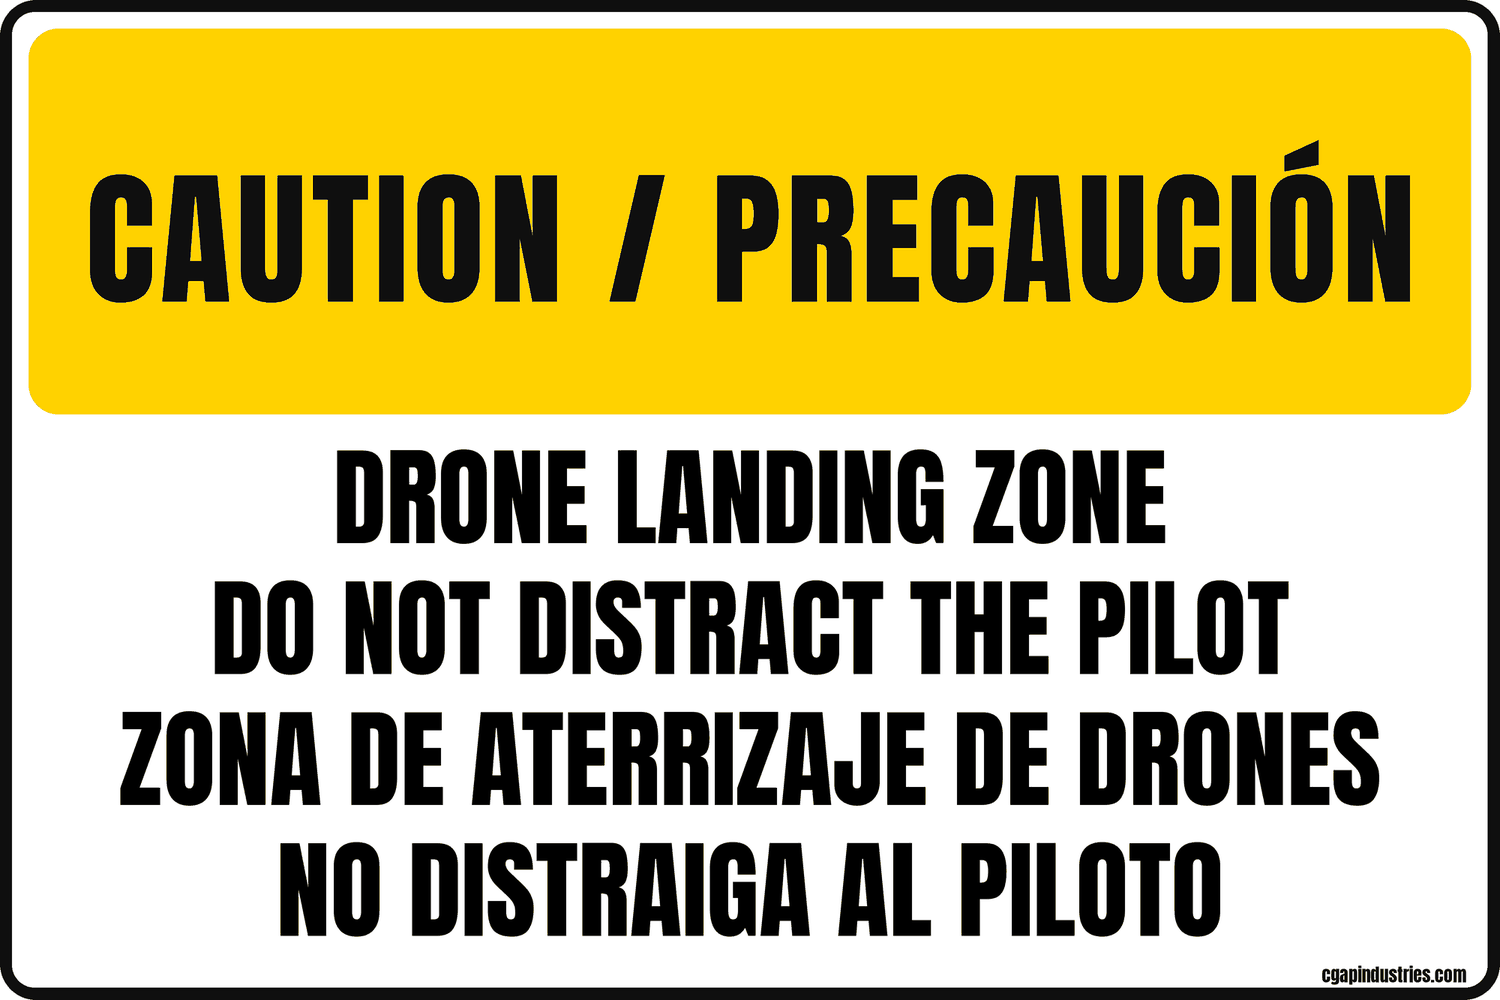 CAUTION / PRECAUCIÓN
DRONE LANDING ZONE
DO NOT DISTRACT THE PILOT
ZONA DE ATERRIZAJE DE DRONES
NO DISTRAIGA AL PILOTO
cgapindustries.com